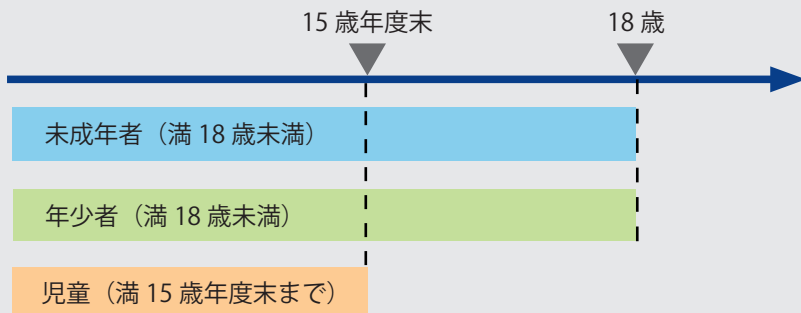 15 歳年度末
18 歳
未成年者（満 18 歳未満）
年少者（満 18 歳未満）
児童（満 15 歳年度末まで）